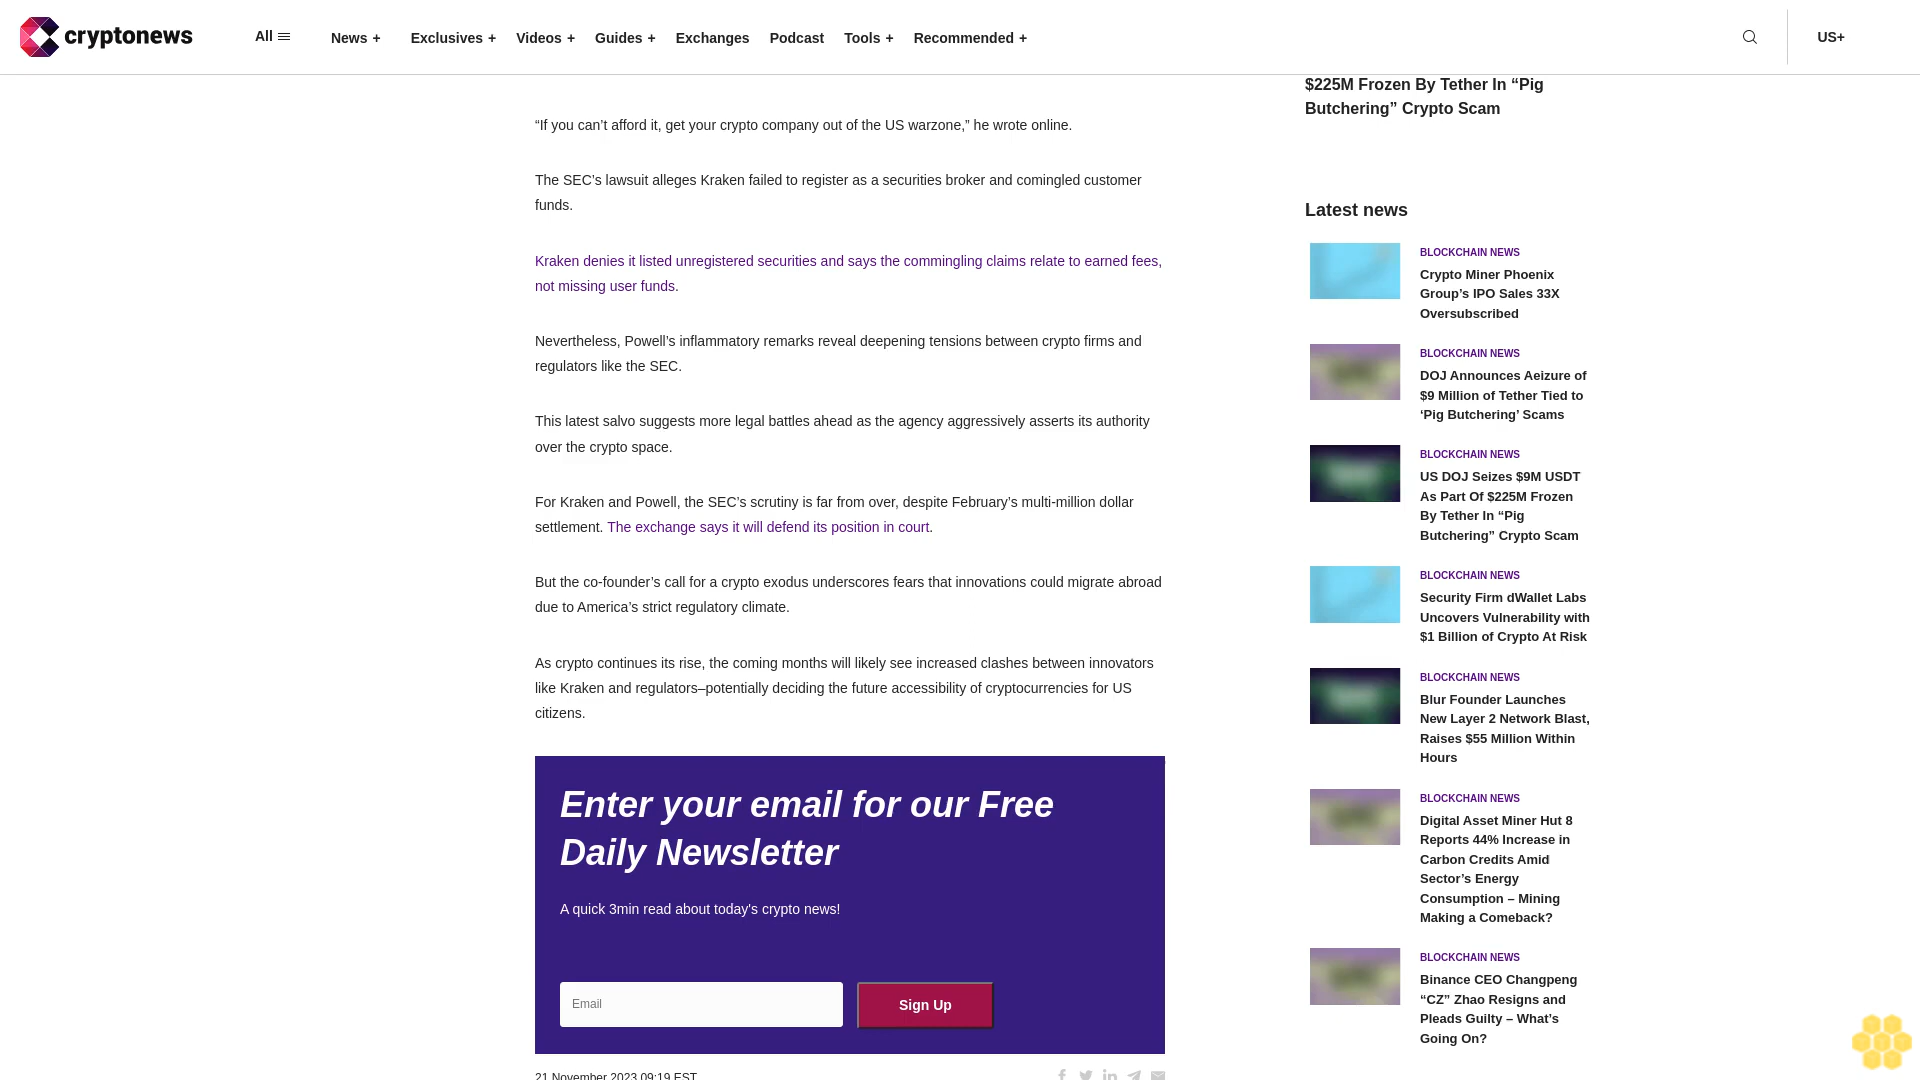 cryptonews
All
News +
Exclusives +
Videos +
Guides +
Exchanges
Podcast
Tools +
Recommended +
US+
“If you can’t afford it, get your crypto company out of the US warzone,” he wrote online.
The SEC’s lawsuit alleges Kraken failed to register as a securities broker and comingled customer
funds.
Kraken denies it listed unregistered securities and says the commingling claims relate to earned fees,
not missing user funds.
Nevertheless, Powell’s inflammatory remarks reveal deepening tensions between crypto firms and
regulators like the SEC.
This latest salvo suggests more legal battles ahead as the agency aggressively asserts its authority
over the crypto space.
For Kraken and Powell, the SEC’s scrutiny is far from over, despite February’s multi-million dollar
settlement. The exchange says it will defend its position in court.
But the co-founder’s call for a crypto exodus underscores fears that innovations could migrate abroad
due to America’s strict regulatory climate.
As crypto continues its rise, the coming months will likely see increased clashes between innovators
like Kraken and regulators–potentially deciding the future accessibility of cryptocurrencies for US
citizens.
Enter your email for our Free
Daily Newsletter
A quick 3min read about today's crypto news!
Email
Sign Up
21 November 2023 09:19 EST
$225M Frozen By Tether In “Pig
Butchering” Crypto Scam
Latest news
BLOCKCHAIN NEWS
Crypto Miner Phoenix
Group’s IPO Sales 33X
Oversubscribed
BLOCKCHAIN NEWS
DOJ Announces Aeizure of
$9 Million of Tether Tied to
‘Pig Butchering’ Scams
BLOCKCHAIN NEWS
US DOJ Seizes $9M USDT
As Part Of $225M Frozen
By Tether In “Pig
Butchering” Crypto Scam
BLOCKCHAIN NEWS
Security Firm dWallet Labs
Uncovers Vulnerability with
$1 Billion of Crypto At Risk
BLOCKCHAIN NEWS
Blur Founder Launches
New Layer 2 Network Blast,
Raises $55 Million Within
Hours
BLOCKCHAIN NEWS
Digital Asset Miner Hut 8
Reports 44% Increase in
Carbon Credits Amid
Sector’s Energy
Consumption – Mining
Making a Comeback?
BLOCKCHAIN NEWS
Binance CEO Changpeng
“CZ” Zhao Resigns and
Pleads Guilty – What’s
Going On?